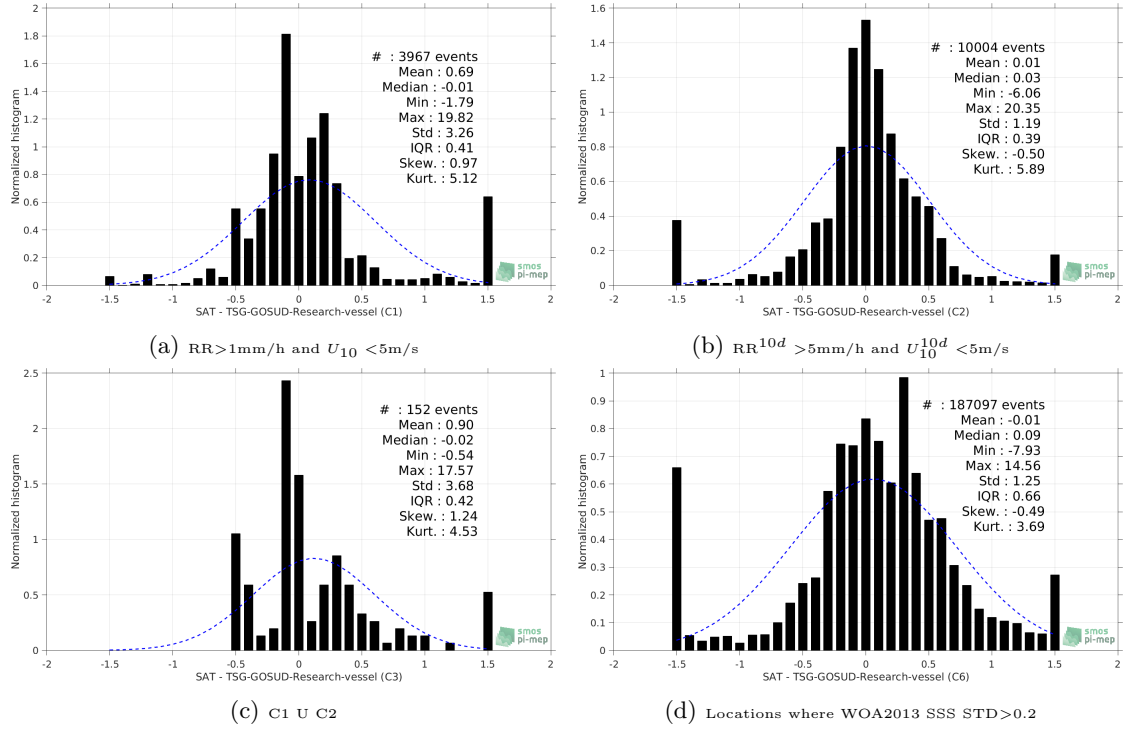 Normalized histogram
2
1.8
1.6
1.4
1.2
1
0.8
0.6
0.4
0.2
0
-2
-1.5
-1
-0.5
0
0.5
1
1.5
2
# : 3967 events
Mean : 0.69
Median : -0.01
Min : -1.79
Max : 19.82
Std : 3.26
IQR : 0.41
Skew. : 0.97
Kurt. : 5.12
smos
pi-mep
SAT - TSG-GOSUD-Research-vessel (C1)
(a) RR>1mm/h and U10 <5m/s
Normalized histogram
1.6
1.4
1.2
1
0.8
0.6
0.4
0.2
0
-2
-1.5
-1
-0.5
0
0.5
1
1.5
2
# : 10004 events
Mean : 0.01
Median : 0.03
Min : -6.06
Max : 20.35
Std : 1.19
IQR : 0.39
Skew. : -0.50
Kurt. : 5.89
smos
pi-mep
SAT - TSG-GOSUD-Research-vessel (C2)
(b) RR10d >5mm/h and U10 10d <5m/s
Normalized histogram
2.5
2
1.5
1
0.5
0
-2
-1.5
-1
-0.5
0
0.5
1
1.5
2
# : 152 events
Mean : 0.90
Median : -0.02
Min : -0.54
Max : 17.57
Std : 3.68
IQR : 0.42
Skew. : 1.24
Kurt. : 4.53
smos
pi-mep
SAT - TSG-GOSUD-Research-vessel (C3)
(c) C1 U C2
Normalized histogram
1
0.9
0.8
0.7
0.6
0.5
0.4
0.3
0.2
0.1
0
-2
-1.5
-1
-0.5
0
0.5
1
1.5
2
# : 187097 events
Mean : -0.01
Median : 0.09
Min : -7.93
Max : 14.56
Std : 1.25
IQR : 0.66
Skew. : -0.49
Kurt. : 3.69
smos
pi-mep
SAT - TSG-GOSUD-Research-vessel (C6)
(d) Locations where WOA2013 SSS STD>0.2